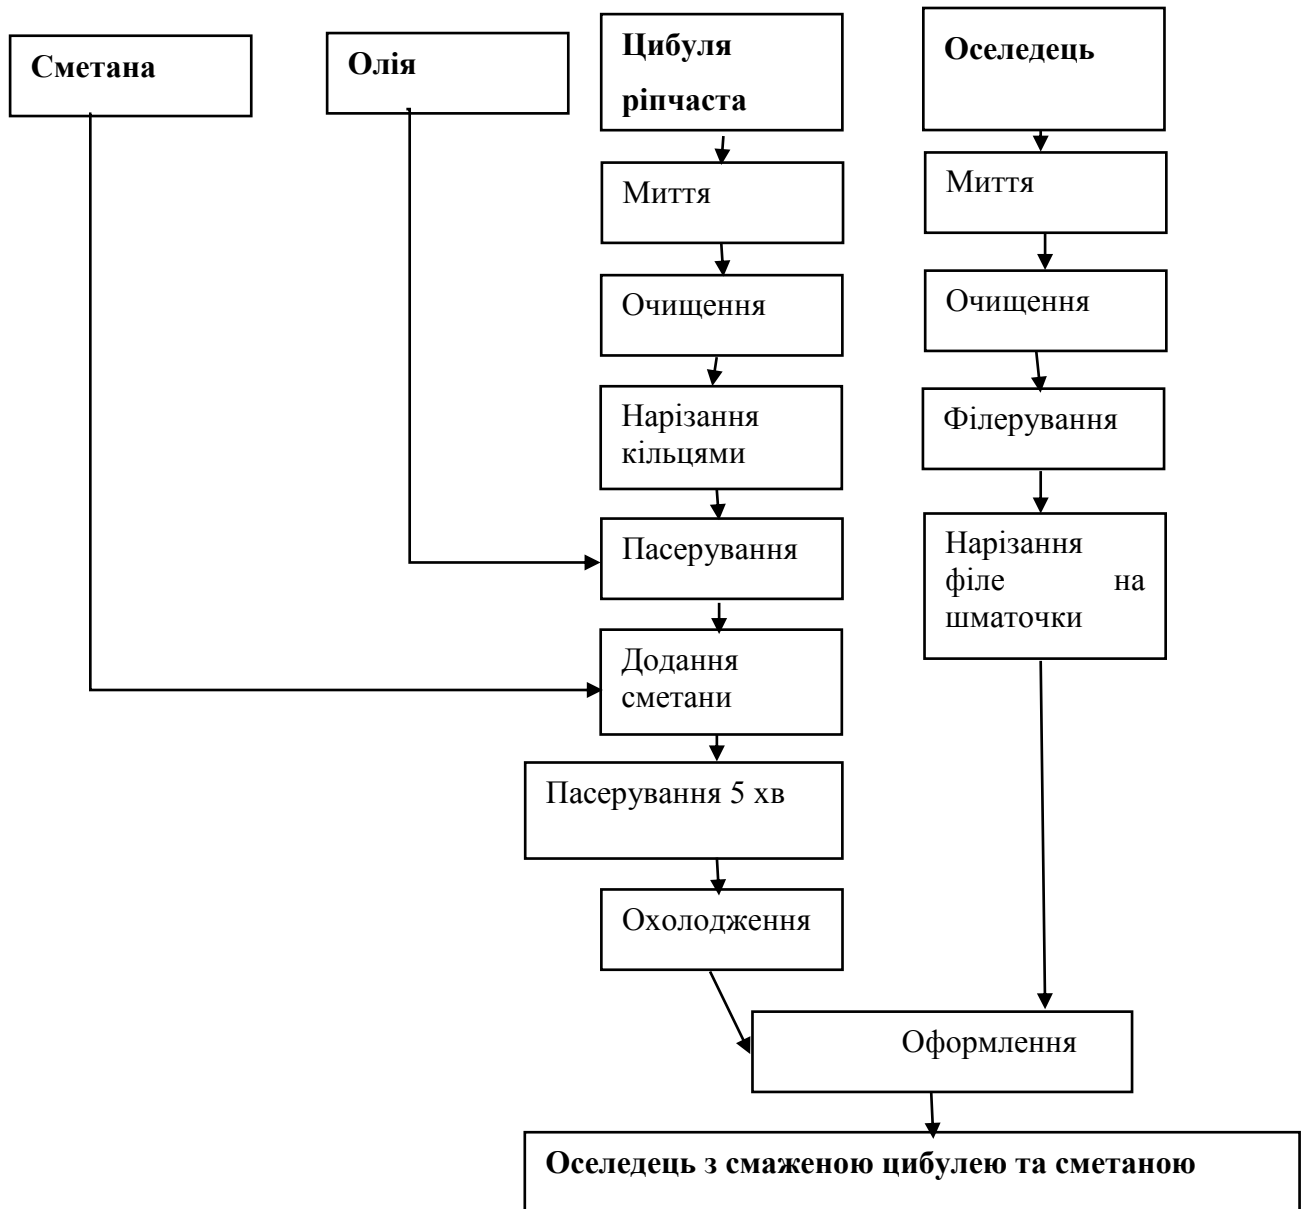 Сметана
Олія
Цибуля
ріпчаста
Оселедець
Миття
Миття
Очищення
Очищення
Нарізання
кільцями
Філерування
Пасерування
Нарізання
філе на
шматочки
Додання
сметани
Пасерування 5 хв
Охолодження
Оформлення
Оселедець з смаженою цибулею та сметаною